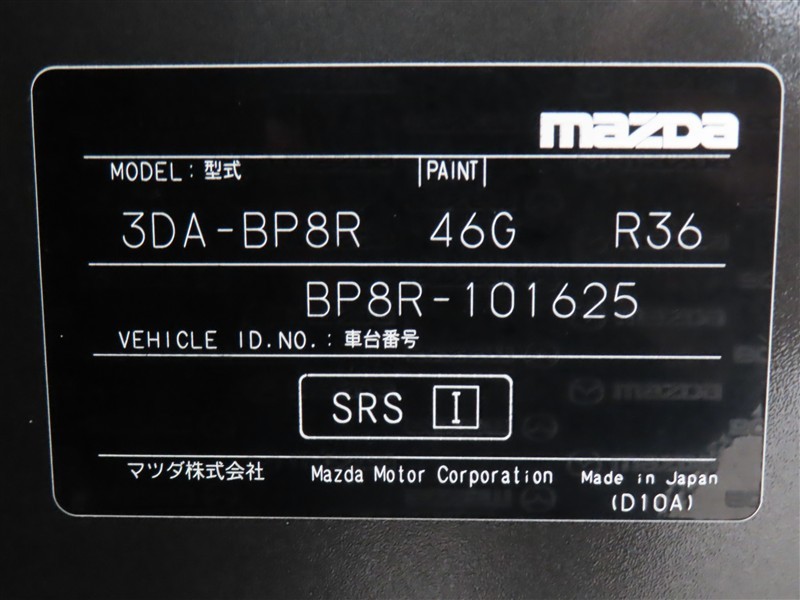 mazda
MODEL : 型式 |PAINT|
3DA-BP8R 46G R36
BP8R-101625
VEHICLE ID.NO. : 車台番号
SRS I
マツダ株式会社 Mazda Motor Corporation Made in Japan
(D10A)